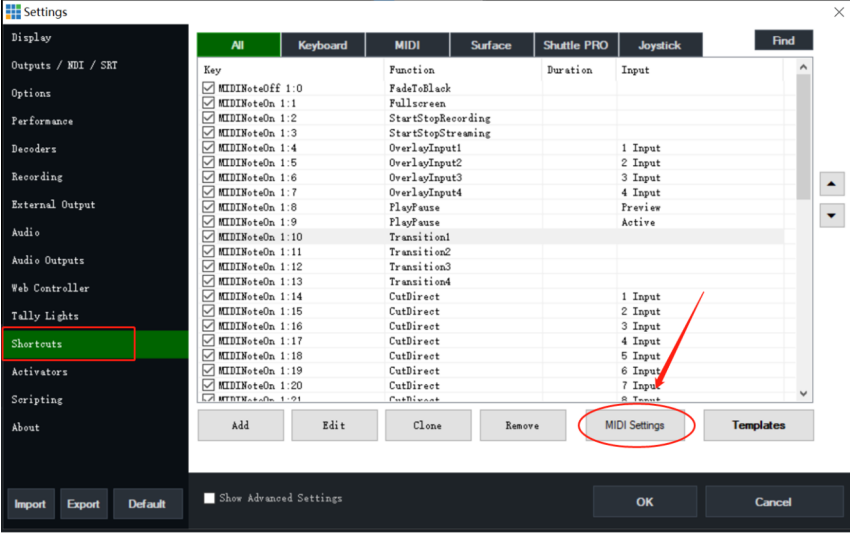 Settings
Display
Outputs / NDI / SRT
Options
Performance
Decoders
Recording
External Output
Audio
Audio Outputs
Web Controller
Tally Lights
Shortcuts
Activators
Scripting
About
Import Export Default
All Keyboard MIDI Surface Shuttle PRO Joystick Find
Key Function Duration Input
MIDINoteOff 1:0 FadeToBlack
MIDINoteOn 1:1 Fullscreen
MIDINoteOn 1:2 StartStopRecording
MIDINoteOn 1:3 StartStopStreaming
MIDINoteOn 1:4 OverlayInput1 1 Input
MIDINoteOn 1:5 OverlayInput2 2 Input
MIDINoteOn 1:6 OverlayInput3 3 Input
MIDINoteOn 1:7 OverlayInput4 4 Input
MIDINoteOn 1:8 PlayPause Preview
MIDINoteOn 1:9 PlayPause Active
MIDINoteOn 1:10 Transition1
MIDINoteOn 1:11 Transition2
MIDINoteOn 1:12 Transition3
MIDINoteOn 1:13 Transition4
MIDINoteOn 1:14 CutDirect 1 Input
MIDINoteOn 1:15 CutDirect 2 Input
MIDINoteOn 1:16 CutDirect 3 Input
MIDINoteOn 1:17 CutDirect 4 Input
MIDINoteOn 1:18 CutDirect 5 Input
MIDINoteOn 1:19 CutDirect 6 Input
MIDINoteOn 1:20 CutDirect 7 Input
MIDINoteOn 1:21 CutDirect 8 Input
Add Edit Clone Remove MIDI Settings Templates
Show Advanced Settings
OK Cancel